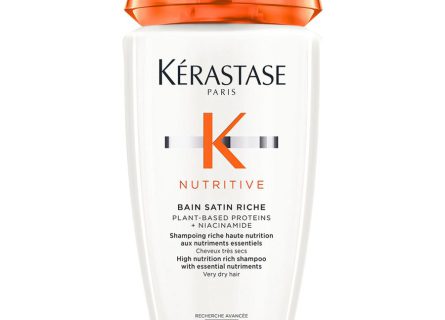 KÉRASTASE
PARIS
K
NUTRITIVE
BAIN SATIN RICHE
PLANT-BASED PROTEINS
+ NIACINAMIDE
Shampoing riche haute nutrition
aux nutriments essentiels
Cheveux très secs
High nutrition rich shampoo
with essential nutrients
Very dry hair
RECHERCHE AVANCÉE